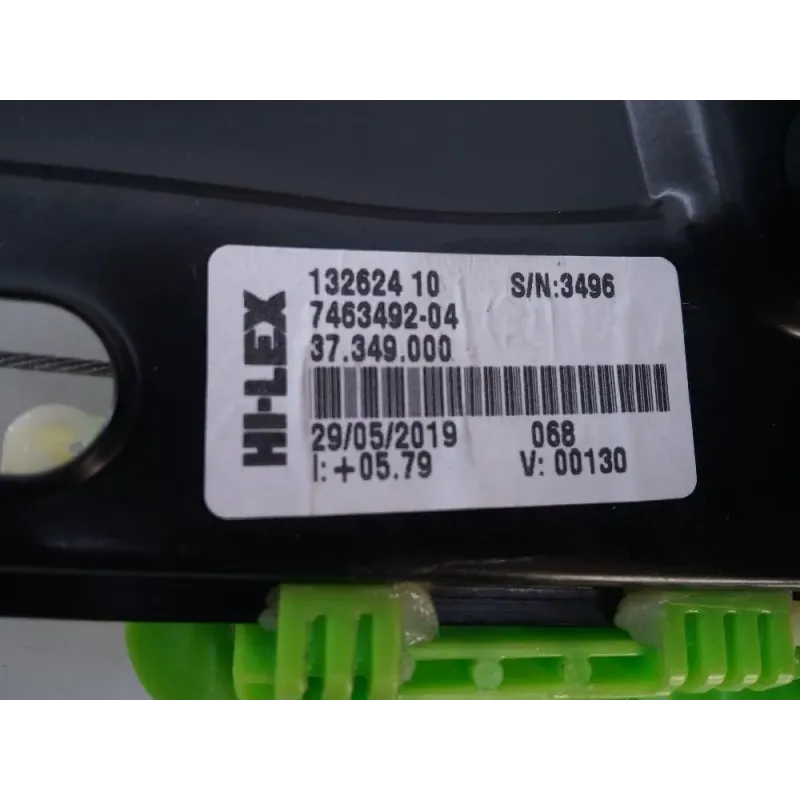 HI-LEX
132624 10 S/N:3496
7463492-04
37.349.000
29/05/2019 068
I: +05.79 V: 00130